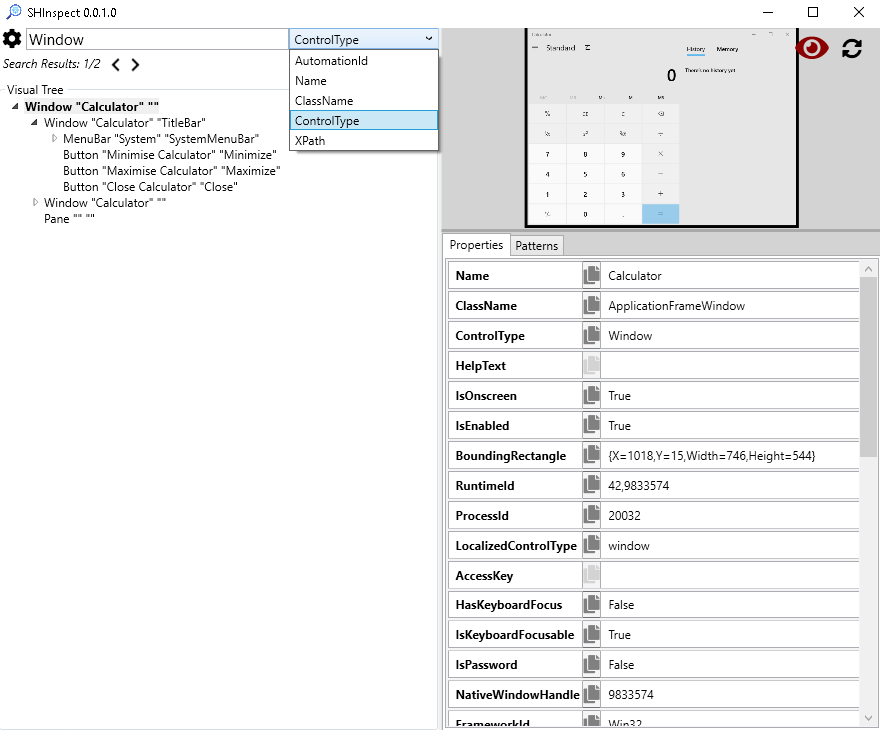 SHInspect 0.0.1.0
Window
ControlType
AutomationId
Name
ClassName
ControlType
XPath
Search Results: 1/2
Visual Tree
Window "Calculator" ""
Window "Calculator" "TitleBar"
MenuBar "System" "SystemMenuBar"
Button "Minimise Calculator" "Minimize"
Button "Maximise Calculator" "Maximize"
Button "Close Calculator" "Close"
Window "Calculator" ""
Pane "" ""
Calculator
Standard
History Memory
There's no history yet
0
MS
%
CE
C
7 8 9
4 5 6
1 2 3
0 .
Properties Patterns
Name Calculator
ClassName ApplicationFrameWindow
ControlType Window
HelpText
IsOnscreen True
IsEnabled True
BoundingRectangle {X=1018,Y=15,Width=746,Height=544}
RuntimeId 42,9833574
ProcessId 20032
LocalizedControlType window
AccessKey
HasKeyboardFocus False
IsKeyboardFocusable True
IsPassword False
NativeWindowHandle 9833574
FrameworkId Win32